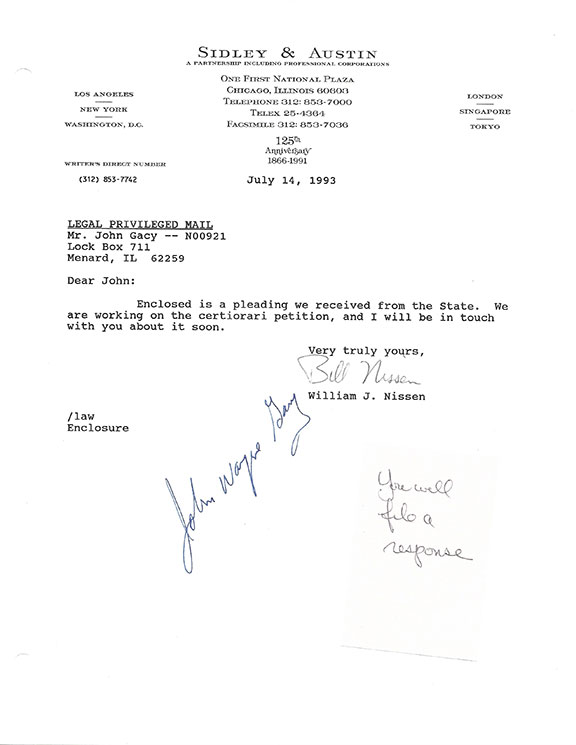 SIDLEY & AUSTIN
A PARTNERSHIP INCLUDING PROFESSIONAL CORPORATIONS
ONE FIRST NATIONAL PLAZA
CHICAGO, ILLINOIS 60603
TELEPHONE 312: 853-7000
TELEX 25-4364
FACSIMILE 312: 853-7036
LOS ANGELES
NEW YORK
WASHINGTON, D.C.
LONDON
SINGAPORE
TOKYO
125th
Anniversary
1866-1991
WRITER'S DIRECT NUMBER
(312) 853-7742
July 14, 1993
LEGAL PRIVILEGED MAIL
Mr. John Gacy -- N00921
Lock Box 711
Menard, IL 62259
Dear John:
Enclosed is a pleading we received from the State. We
are working on the certiorari petition, and I will be in touch
with you about it soon.
Very truly yours,
Bill Nissen
William J. Nissen
/law
Enclosure
John Wayne Gacy
You will
file a
response